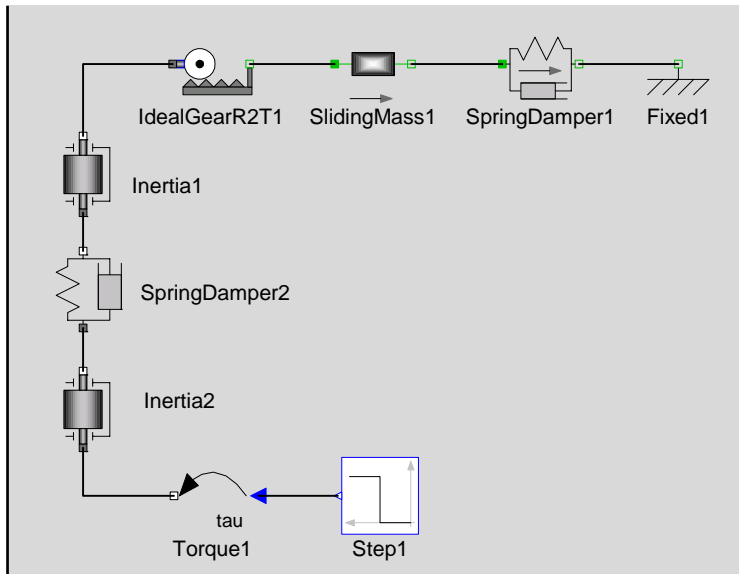 IdealGearR2T1 SlidingMass1 SpringDamper1 Fixed1
Inertia1
SpringDamper2
Inertia2
tau
Torque1 Step1